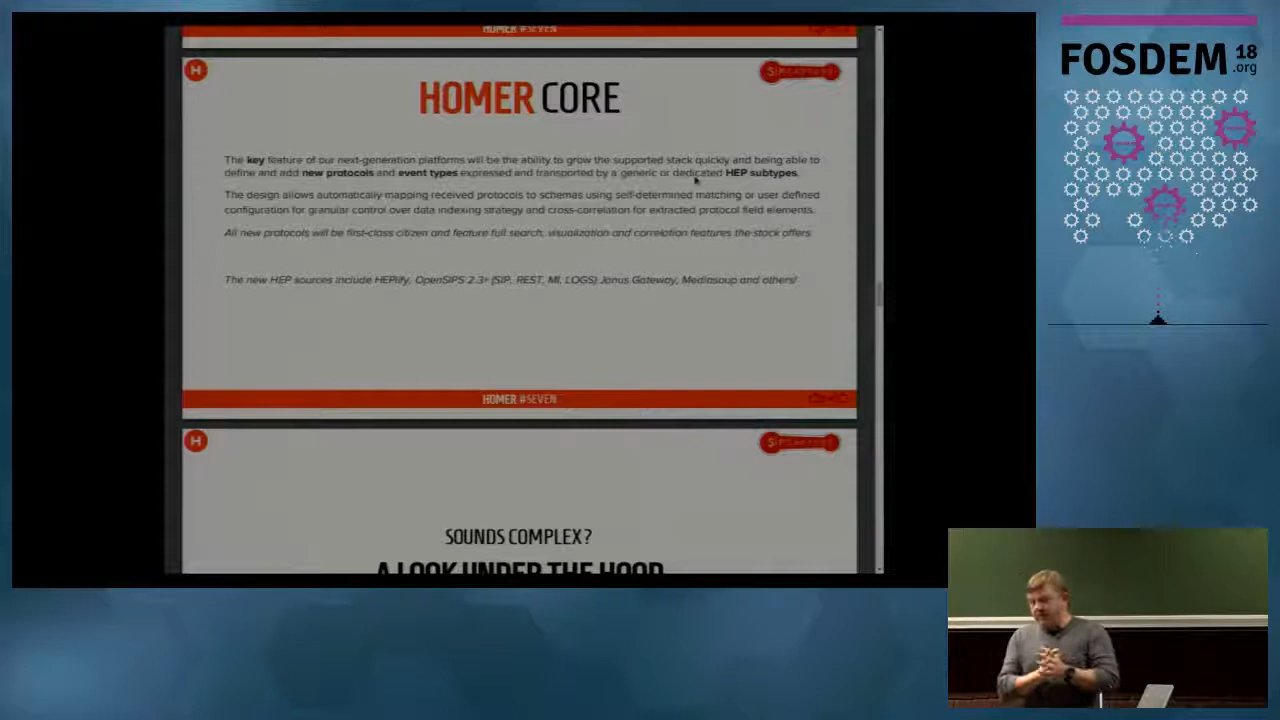 HOMER #SEVEN
H
SIPCAPTURE
HOMER CORE
The key feature of our next-generation platforms will be the ability to grow the supported stack quickly and being able to
define and add new protocols and event types expressed and transported by a generic or dedicated HEP subtypes.
The design allows automatically mapping received protocols to schemas using self-determined matching or user defined
configuration for granular control over data indexing strategy and cross-correlation for extracted protocol field elements.
All new protocols will be first-class citizen and feature full search, visualization and correlation features the stack offers.
The new HEP sources include HEPlify, OpenSIPS 2.3+ (SIP, REST, MI, LOGS) Janus Gateway, Mediasoup and others!
HOMER #SEVEN
H
SIPCAPTURE
SOUNDS COMPLEX?
A LOOK UNDER THE HOOD
FOSDEM 18
.org